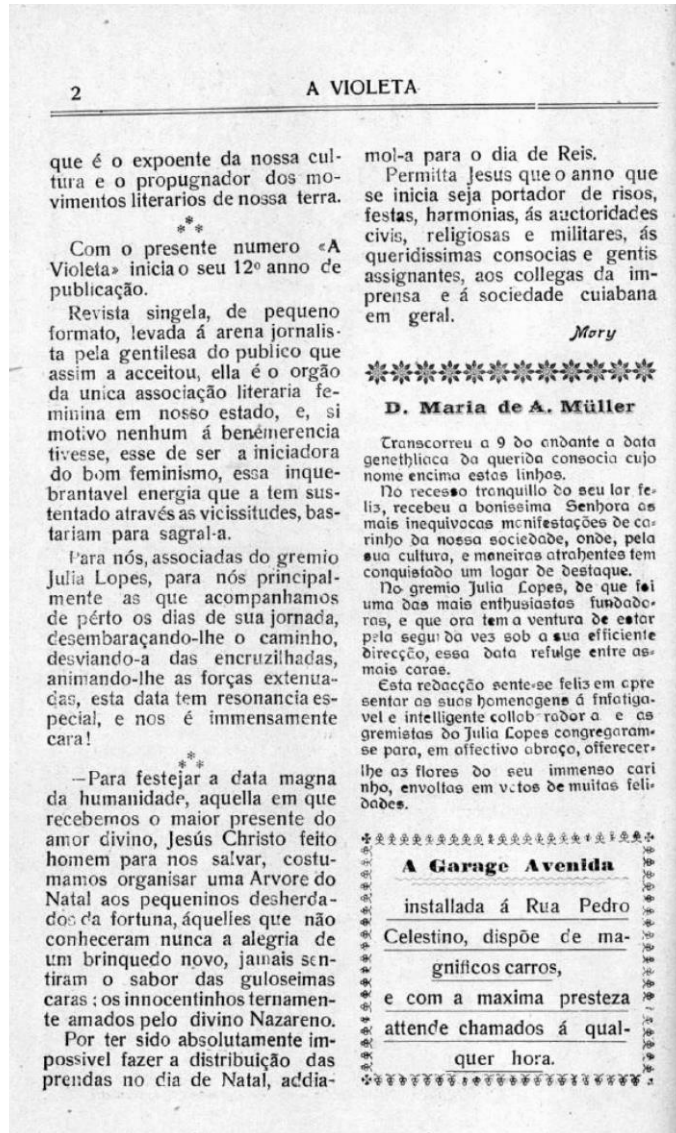 2
A VIOLETA
que é o expoente da nossa cul-
tura e o propugnador dos mo-
vimentos literarios de nossa terra.
Com o presente numero «A
Violeta» inicia o seu 12º anno de
publicação.
Revista singela, de pequeno
formato, levada á arena jornalis-
ta pela gentilesa do publico que
assim a acceitou, ella é o orgão
da unica associação literaria fe-
minina em nosso estado, e, si
motivo nenhum á benemerencia
tivesse, esse de ser a iniciadora
do bom feminismo, essa inque-
brantavel energia que a tem sus-
tentado através as vicissitudes, bas-
tariam para sagral-a.
Para nós, associadas do gremio
Julia Lopes, para nós principal-
mente as que acompanhamos
de pérto os dias de sua jornada,
desembaraçando-lhe o caminho,
desviando-a das encruzilhadas,
animando-lhe as forças extenua-
das, esta data tem resonancia es-
pecial, e nos é immensamente
cara!
—Para festejar a data magna
da humanidade, aquella em que
recebemos o maior presente do
amor divino, Jesús Christo feito
homem para nos salvar, costu-
mamos organisar uma Arvore do
Natal aos pequeninos desherda-
dos da fortuna, áquelles que não
conheceram nunca a alegria de
um brinquedo novo, jamais sen-
tiram o sabor das guloseimas
caras ; os innocentinhos ternamen-
te amados pelo divino Nazareno.
Por ter sido absolutamente im-
possivel fazer a distribuição das
prendas no dia de Natal, addia-
mol-a para o dia de Reis.
Permitta Jesus que o anno que
se inicia seja portador de risos,
festas, harmonias, ás auctoridades
civis, religiosas e militares, ás
queridissimas consocias e gentis
assignantes, aos collegas da im-
prensa e á sociedade cuiabana
em geral.
Mory
D. Maria de A. Müller
Transcorreu a 9 do andante a data
genethliaca da querida consocia cujo
nome encima estas linhas.
No recesso tranquillo do seu lar fe-
liz, recebeu a bonissima Senhora as
mais inequivocas manifestações de ca-
rinho da nossa sociedade, onde, pela
sua cultura, e maneiras atrahentes tem
conquistado um logar de destaque.
No gremio Julia Lopes, de que foi
uma das mais enthusiastas fundado-
ras, e que ora tem a ventura de estar
pela segunda vez sob a sua efficiente
direcção, essa data refulge entre as-
mais caras.
Esta redacção sente-se feliz em apre
sentar as suas homenagens á infatiga-
vel e intelligente collaboradora e as
gremistas do Julia Lopes congregaram-
se para, em affectivo abraço, offerecer-
lhe as flores do seu immenso cari
nho, envoltas em votos de muitas feli-
dades.
A Garage Avenida
installada á Rua Pedro
Celestino, dispõe de ma-
gnificos carros,
e com a maxima presteza
attende chamados á qual-
quer hora.